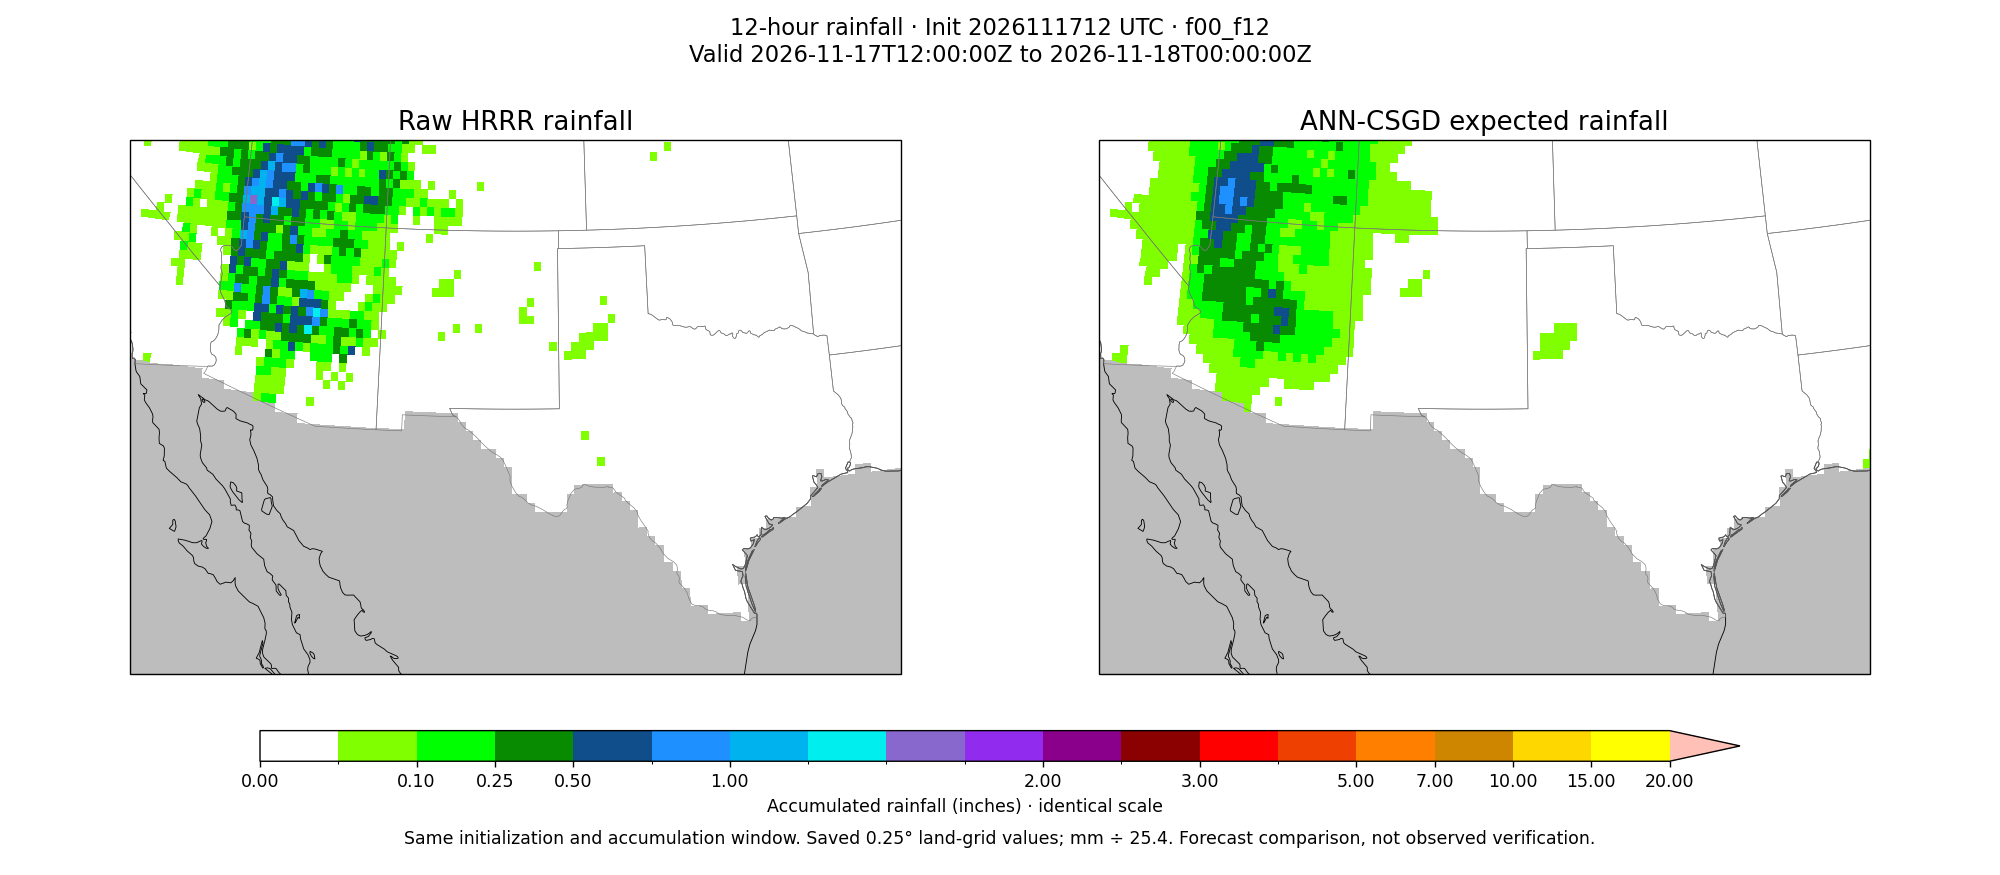 12-hour rainfall · Init 2026111712 UTC · f00_f12
Valid 2026-11-17T12:00:00Z to 2026-11-18T00:00:00Z
Raw HRRR rainfall
ANN-CSGD expected rainfall
0.00 0.10 0.25 0.50 1.00 2.00 3.00 5.00 7.00 10.00 15.00 20.00
Accumulated rainfall (inches) · identical scale
Same initialization and accumulation window. Saved 0.25° land-grid values; mm ÷ 25.4. Forecast comparison, not observed verification.